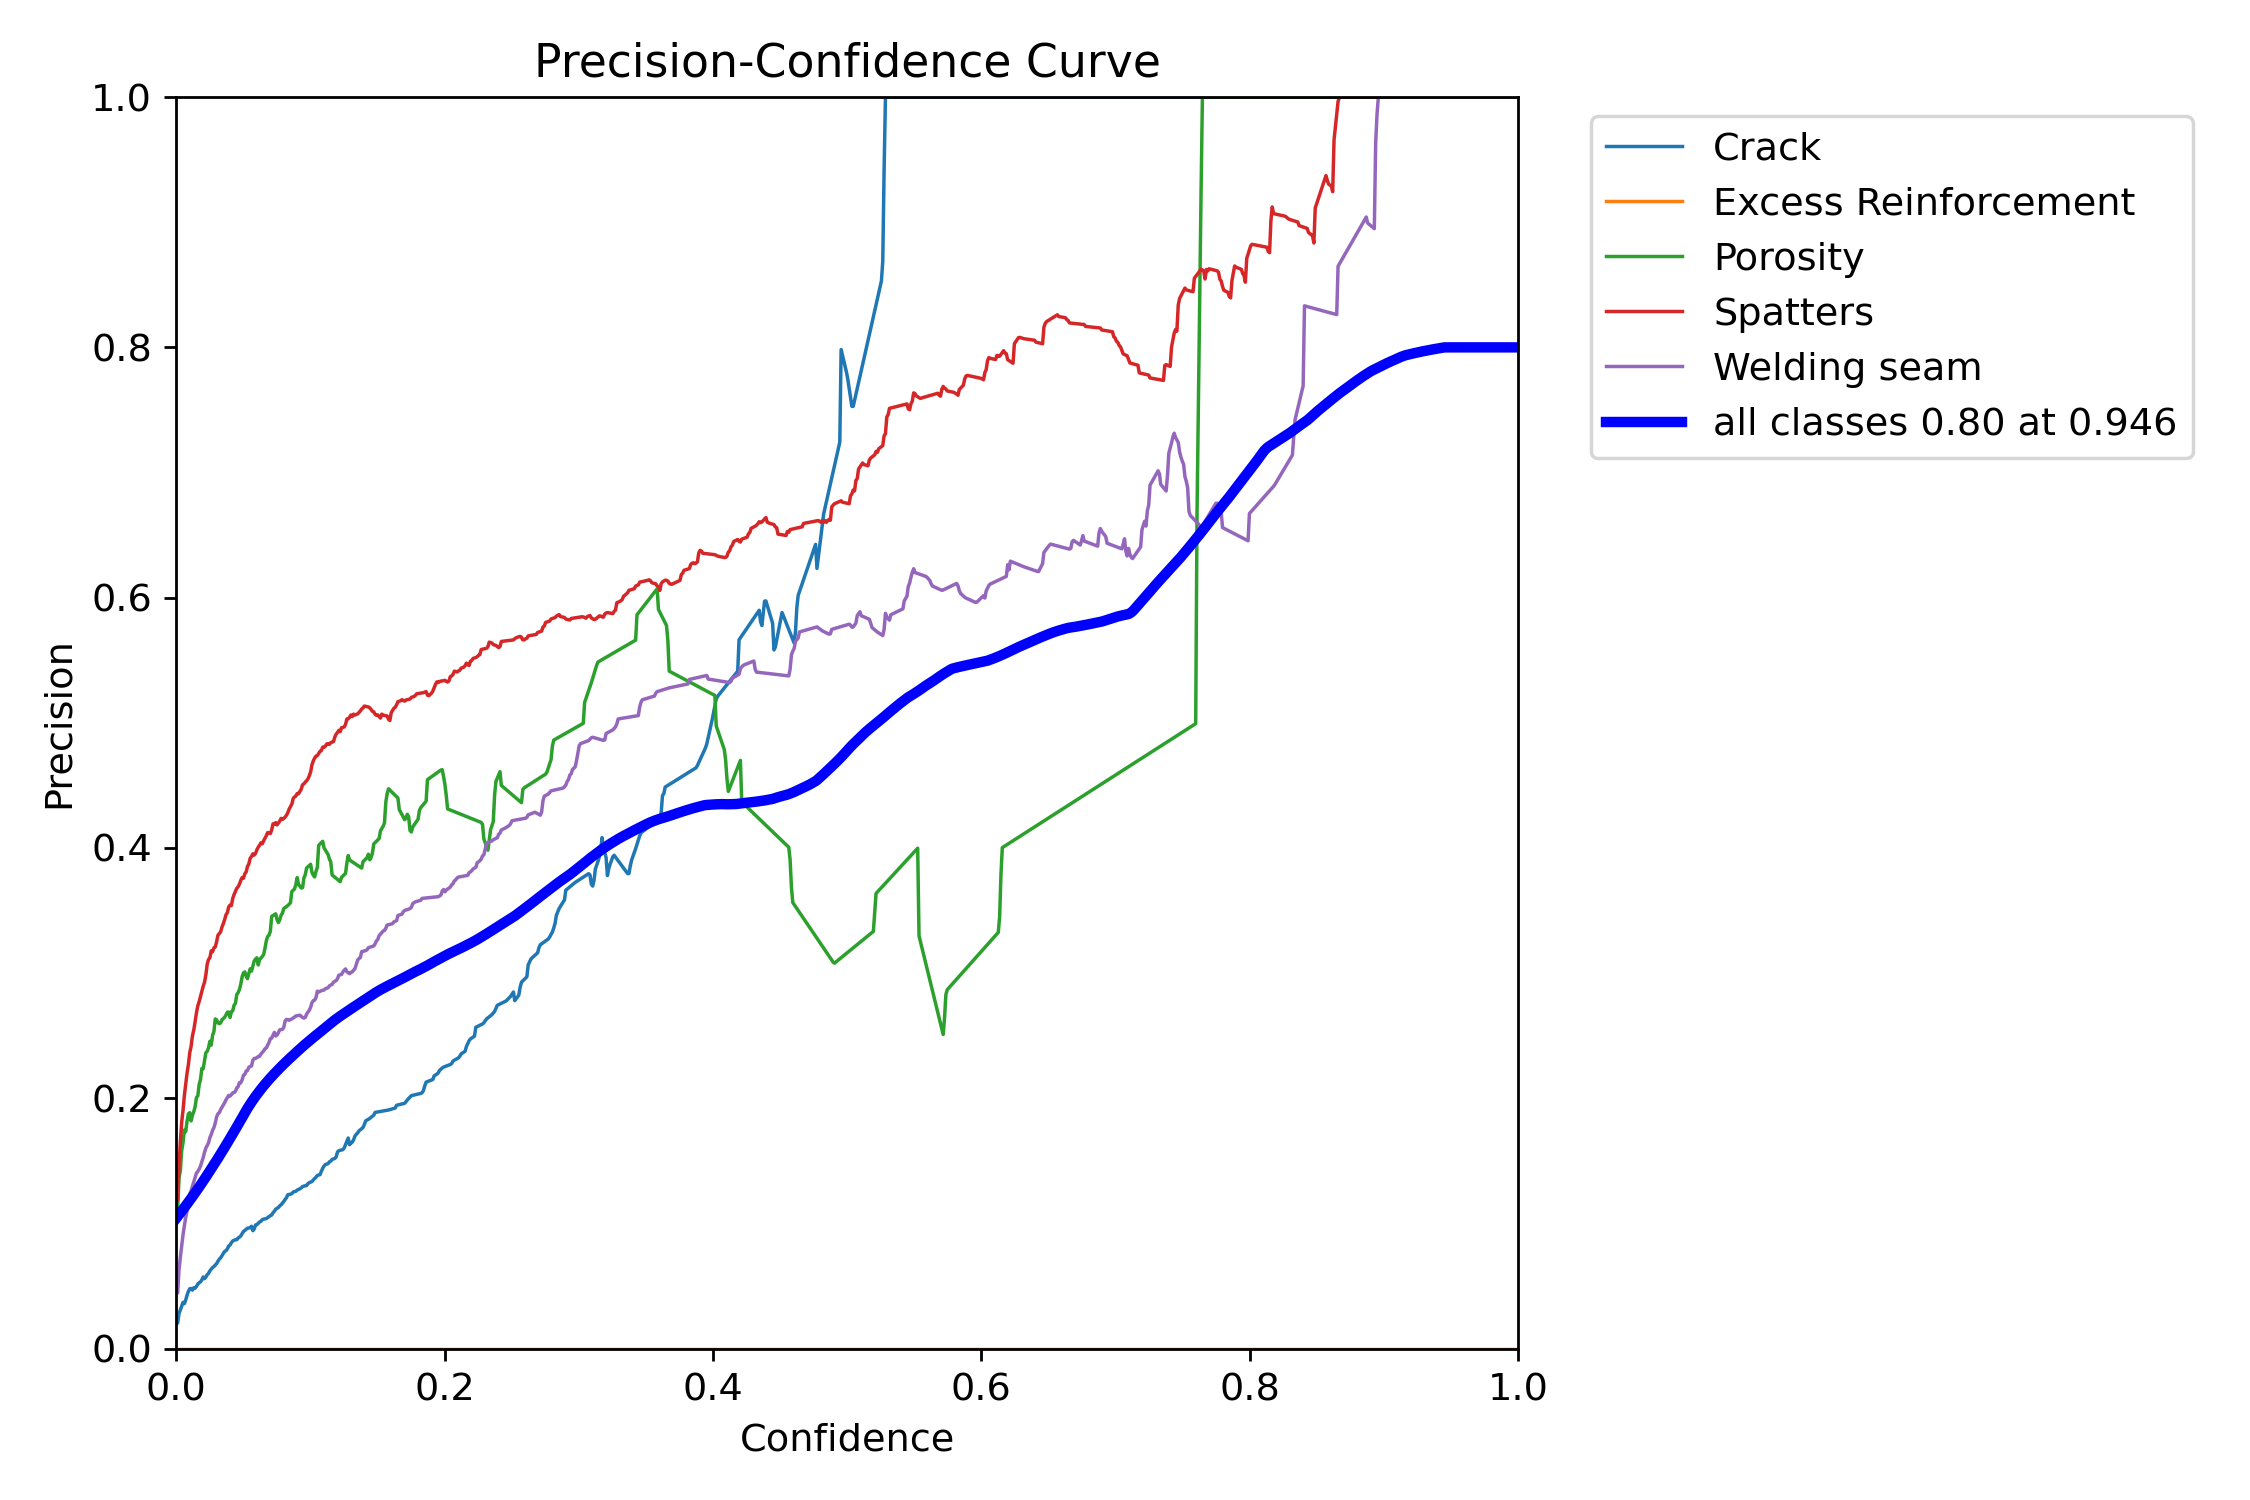 Precision-Confidence Curve
1.0
0.8
0.6
0.4
0.2
0.0
Precision
0.0 0.2 0.4 0.6 0.8 1.0
Confidence
Crack
Excess Reinforcement
Porosity
Spatters
Welding seam
all classes 0.80 at 0.946